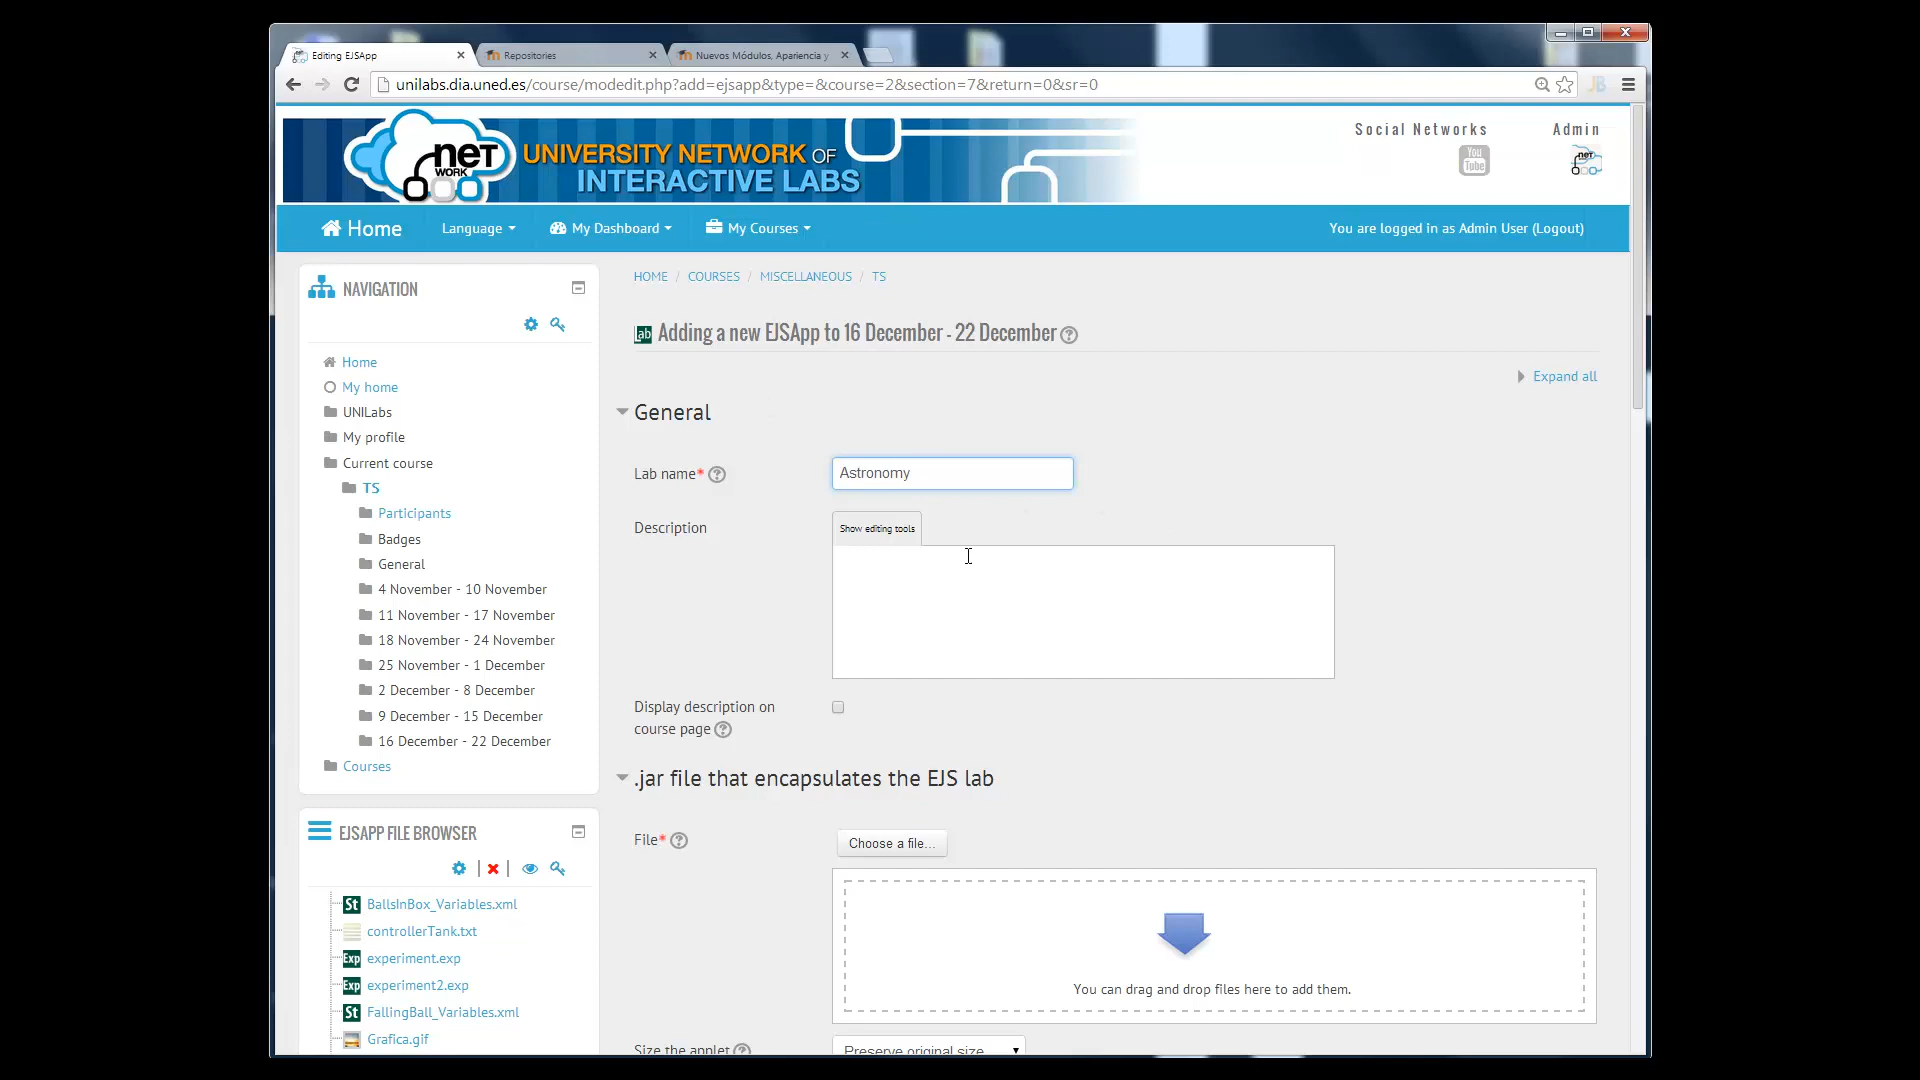 Editing EJSApp
Repositories
Nuevos Módulos, Apariencia y
unilabs.dia.uned.es/course/modedit.php?add=ejsapp&type=&course=2&section=7&return=0&sr=0
net
WORK
UNIVERSITY NETWORK OF
INTERACTIVE LABS
Social Networks
Admin
You
Tube
Home
Language
My Dashboard
My Courses
You are logged in as Admin User (Logout)
NAVIGATION
Home
My home
UNILabs
My profile
Current course
TS
Participants
Badges
General
4 November - 10 November
11 November - 17 November
18 November - 24 November
25 November - 1 December
2 December - 8 December
9 December - 15 December
16 December - 22 December
Courses
EJSAPP FILE BROWSER
St BallsInBox_Variables.xml
controllerTank.txt
Exp experiment.exp
Exp experiment2.exp
St FallingBall_Variables.xml
Grafica.gif
HOME / COURSES / MISCELLANEOUS / TS
Adding a new EJSApp to 16 December - 22 December
Expand all
General
Lab name*
Astronomy
Description
Show editing tools
Display description on
course page
.jar file that encapsulates the EJS lab
File*
Choose a file...
You can drag and drop files here to add them.
Size the applet
Preserve original size